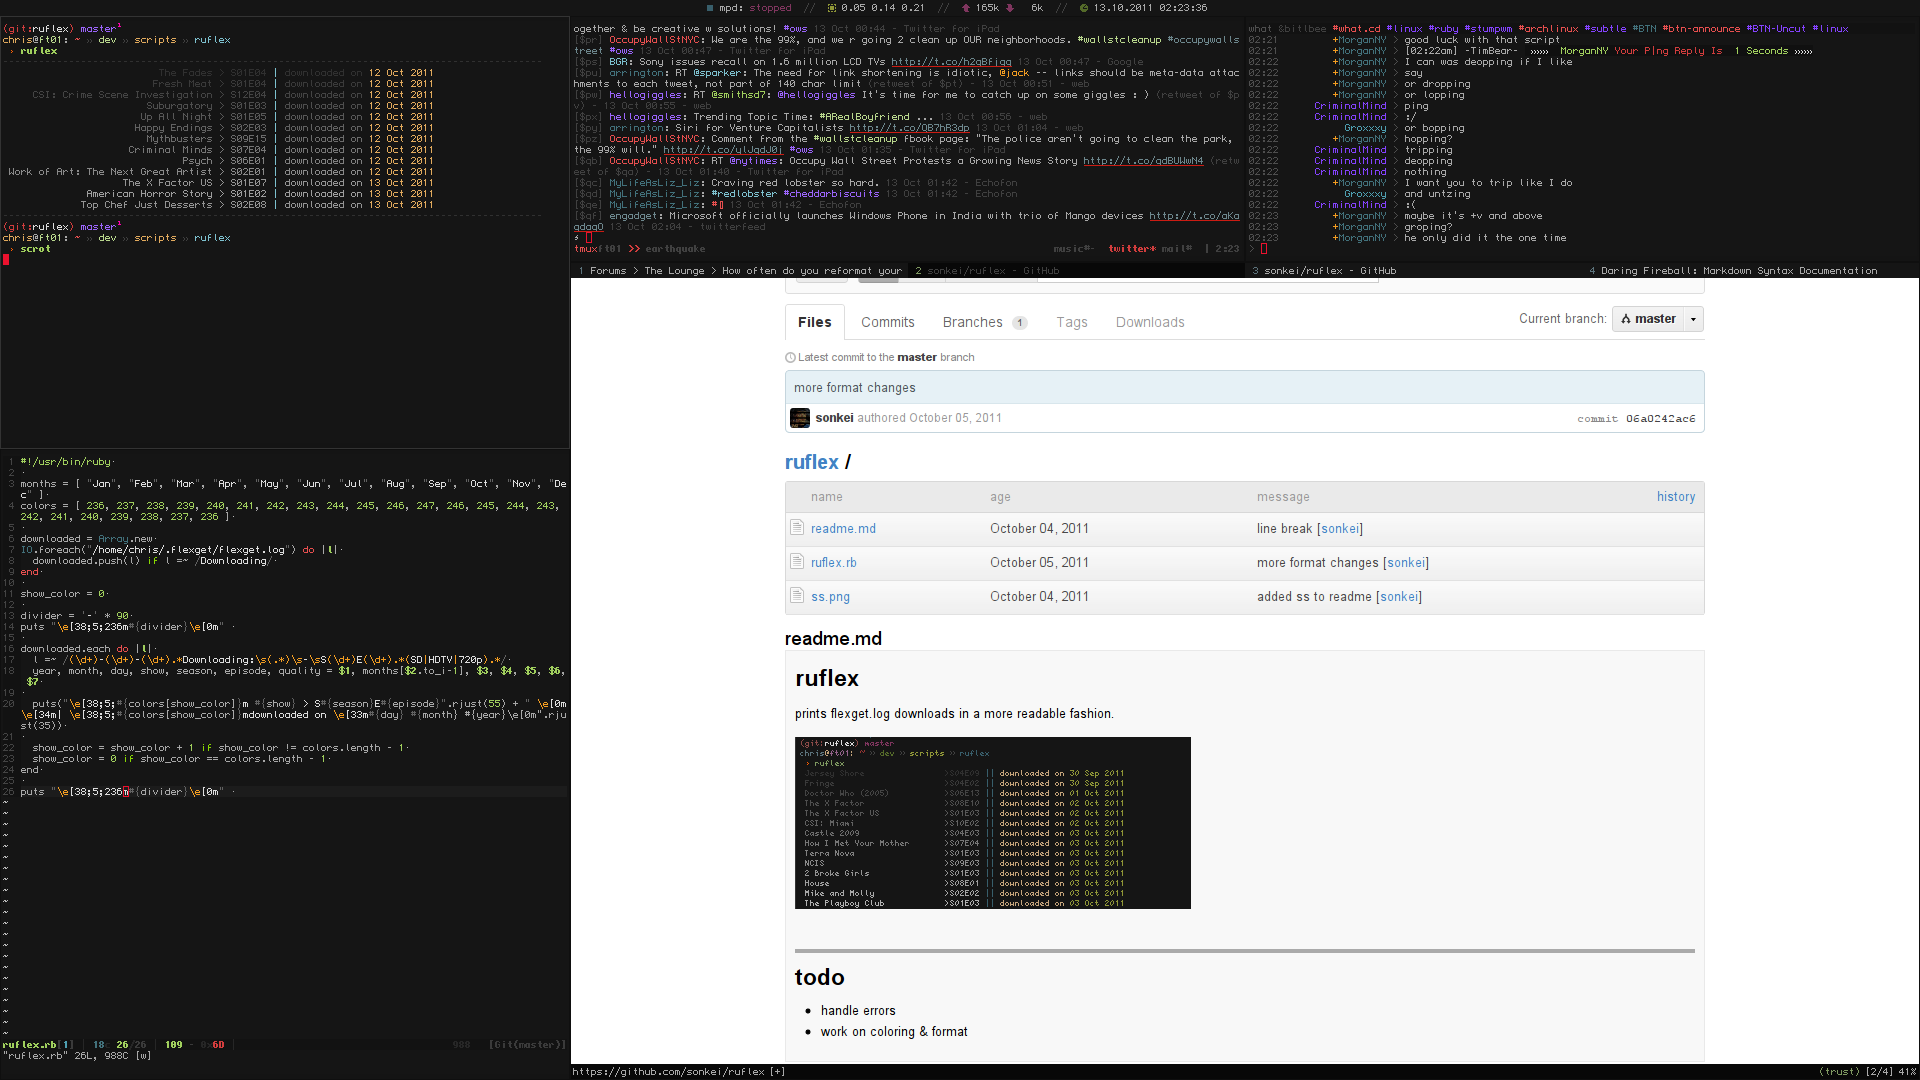 mpd: stopped // 0.05 0.14 0.21 // 165k 6k // 13.10.2011 02:23:36
(git:ruflex) master¹
chris@ft01: ~ » dev » scripts » ruflex
› ruflex
The Fades > S01E04 | downloaded on 12 Oct 2011
Fresh Meat > S01E04 | downloaded on 12 Oct 2011
CSI: Crime Scene Investigation > S12E04 | downloaded on 12 Oct 2011
Suburgatory > S01E03 | downloaded on 12 Oct 2011
Up All Night > S01E05 | downloaded on 12 Oct 2011
Happy Endings > S02E03 | downloaded on 12 Oct 2011
Mythbusters > S09E15 | downloaded on 12 Oct 2011
Criminal Minds > S07E04 | downloaded on 12 Oct 2011
Psych > S06E01 | downloaded on 12 Oct 2011
Work of Art: The Next Great Artist > S02E01 | downloaded on 12 Oct 2011
The X Factor US > S01E07 | downloaded on 13 Oct 2011
American Horror Story > S01E02 | downloaded on 13 Oct 2011
Top Chef Just Desserts > S02E08 | downloaded on 13 Oct 2011
(git:ruflex) master¹
chris@ft01: ~ » dev » scripts » ruflex
› scrot
1 #!/usr/bin/ruby·
2 ·
3 months = [ "Jan", "Feb", "Mar", "Apr", "May", "Jun", "Jul", "Aug", "Sep", "Oct", "Nov", "De
c" ]·
4 colors = [ 236, 237, 238, 239, 240, 241, 242, 243, 244, 245, 246, 247, 246, 245, 244, 243,
242, 241, 240, 239, 238, 237, 236 ]·
5 ·
6 downloaded = Array.new·
7 IO.foreach("/home/chris/.flexget/flexget.log") do |l|·
8 downloaded.push(l) if l =~ /Downloading/·
9 end·
10 ·
11 show_color = 0·
12 ·
13 divider = '-' * 90·
14 puts "\e[38;5;236m#{divider}\e[0m" ·
15 ·
16 downloaded.each do |l|·
17 l =~ /(\d+)-(\d+)-(\d+).*Downloading:\s(.*)\s-\sS(\d+)E(\d+).*(SD|HDTV|720p).*/·
18 year, month, day, show, season, episode, quality = $1, months[$2.to_i-1], $3, $4, $5, $6,
$7·
19 ·
20 puts("\e[38;5;#{colors[show_color]}m #{show} > S#{season}E#{episode}".rjust(55) + " \e[0m
\e[34m| \e[38;5;#{colors[show_color]}mdownloaded on \e[33m#{day} #{month} #{year}\e[0m".rju
st(35))·
21 ·
22 show_color = show_color + 1 if show_color != colors.length - 1·
23 show_color = 0 if show_color == colors.length - 1·
24 end·
25 ·
26 puts "\e[38;5;236m#{divider}\e[0m" ·
ruflex.rb[1] | 18c 26/26 | 109 - 0x6D | 988 [Git(master)]
"ruflex.rb" 26L, 988C [w]
ogether & be creative w solutions! #ows 13 Oct 00:44 - Twitter for iPad
[$pr] OccupyWallStNYC: We are the 99%, and we r going 2 clean up OUR neighborhoods. #wallstcleanup #occupywalls
treet #ows 13 Oct 00:47 - Twitter for iPad
[$ps] BGR: Sony issues recall on 1.6 million LCD TVs http://t.co/h2qBfiqq 13 Oct 00:47 - Google
[$pu] arrington: RT @sparker: The need for link shortening is idiotic, @jack -- links should be meta-data attac
hments to each tweet, not part of 140 char limit (retweet of $pt) - 13 Oct 00:51 - web
[$pw] hellogiggles: RT @smithsd7: @hellogiggles It's time for me to catch up on some giggles : ) (retweet of $p
v) - 13 Oct 00:55 - web
[$px] hellogiggles: Trending Topic Time: #ARealBoyfriend ... 13 Oct 00:56 - web
[$py] arrington: Siri for Venture Capitalists http://t.co/QB7hR3dp 13 Oct 01:04 - web
[$pz] OccupyWallStNYC: Comment from the #wallstcleanup fbook page: "The police aren't going to clean the park,
the 99% will." http://t.co/ylJqdJ0j #ows 13 Oct 01:35 - Twitter for iPad
[$qb] OccupyWallStNYC: RT @nytimes: Occupy Wall Street Protests a Growing News Story http://t.co/gdBUWwN4 (retw
eet of $qa) - 13 Oct 01:40 - Twitter for iPad
[$qc] MyLifeAsLiz_Liz: Craving red lobster so hard. 13 Oct 01:42 - Echofon
[$qd] MyLifeAsLiz_Liz: #redlobster #cheddarbiscuits 13 Oct 01:42 - Echofon
[$qe] MyLifeAsLiz_Liz: # 13 Oct 01:42 - Echofon
[$qf] engadget: Microsoft officially launches Windows Phone in India with trio of Mango devices http://t.co/aKa
gdagO 13 Oct 02:04 - twitterfeed
⚡
tmux ft01 >> earthquake music#- twitter* mail# | 2:23
what &bitlbee #what.cd #linux #ruby #stumpwm #archlinux #subtle #BTN #btn-announce #BTN-Uncut #linux
02:21 +MorganNY > good luck with that script
02:21 > [02:22am] -TimBear- »»» MorganNY Your P|ng Reply Is 1 Seconds »»»
02:22 +MorganNY > I can was deopping if I like
02:22 +MorganNY > say
02:22 +MorganNY > or dropping
02:22 +MorganNY > or lopping
02:22 CriminalMind > ping
02:22 CriminalMind > :/
02:22 Groxxxy > or bopping
02:22 +MorganNY > hopping?
02:22 CriminalMind > tripping
02:22 CriminalMind > deopping
02:22 CriminalMind > nothing
02:22 +MorganNY > I want you to trip like I do
02:22 Groxxxy > and untzing
02:22 CriminalMind > :(
02:23 +MorganNY > maybe it's +v and above
02:23 +MorganNY > groping?
02:23 +MorganNY > he only did it the one time
>
1 Forums > The Lounge > How often do you reformat your 2 sonkei/ruflex - GitHub 3 sonkei/ruflex - GitHub 4 Daring Fireball: Markdown Syntax Documentation
Files Commits Branches 1 Tags Downloads Current branch: master
Latest commit to the master branch
more format changes
sonkei authored October 05, 2011 commit 06a0242ac6
ruflex /
name age message history
readme.md October 04, 2011 line break [sonkei]
ruflex.rb October 05, 2011 more format changes [sonkei]
ss.png October 04, 2011 added ss to readme [sonkei]
readme.md
ruflex
prints flexget.log downloads in a more readable fashion.
(git:ruflex) master
chris@ft01: ~ » dev » scripts » ruflex
› ruflex
Jersey Shore >S04E09 || downloaded on 30 Sep 2011
Fringe >S04E02 || downloaded on 30 Sep 2011
Doctor Who (2005) >S06E13 || downloaded on 01 Oct 2011
The X Factor >S08E10 || downloaded on 02 Oct 2011
The X Factor US >S01E03 || downloaded on 02 Oct 2011
CSI: Miami >S10E02 || downloaded on 02 Oct 2011
Castle 2009 >S04E03 || downloaded on 03 Oct 2011
How I Met Your Mother >S07E04 || downloaded on 03 Oct 2011
Terra Nova >S01E03 || downloaded on 03 Oct 2011
NCIS >S09E03 || downloaded on 03 Oct 2011
2 Broke Girls >S01E03 || downloaded on 03 Oct 2011
House >S08E01 || downloaded on 03 Oct 2011
Mike and Molly >S02E02 || downloaded on 03 Oct 2011
The Playboy Club >S01E03 || downloaded on 03 Oct 2011
todo
• handle errors
• work on coloring & format
https://github.com/sonkei/ruflex [+] (trust) [2/4] 41%